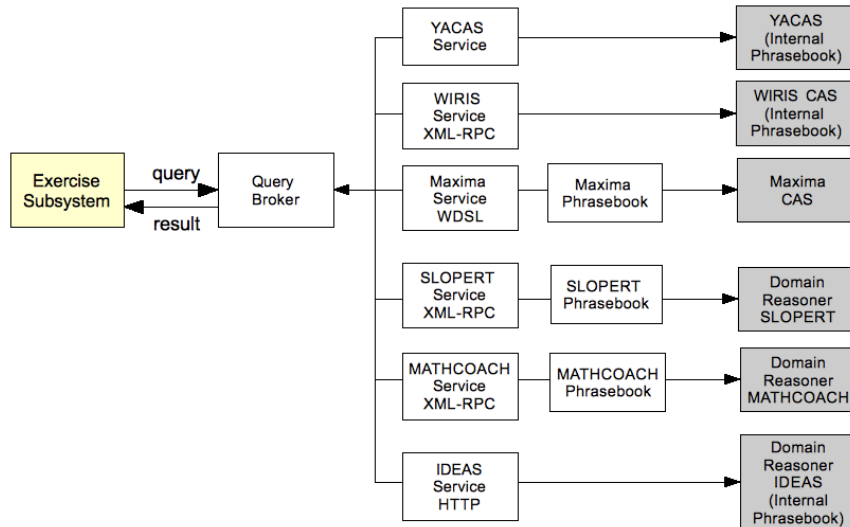 YACAS
Service
YACAS
(Internal
Phrasebook)
WIRIS
Service
XML-RPC
WIRIS CAS
(Internal
Phrasebook)
Exercise
Subsystem
query
result
Query
Broker
Maxima
Service
WDSL
Maxima
Phrasebook
Maxima
CAS
SLOPERT
Service
XML-RPC
SLOPERT
Phrasebook
Domain
Reasoner
SLOPERT
MATHCOACH
Service
XML-RPC
MATHCOACH
Phrasebook
Domain
Reasoner
MATHCOACH
IDEAS
Service
HTTP
Domain
Reasoner
IDEAS
(Internal
Phrasebook)